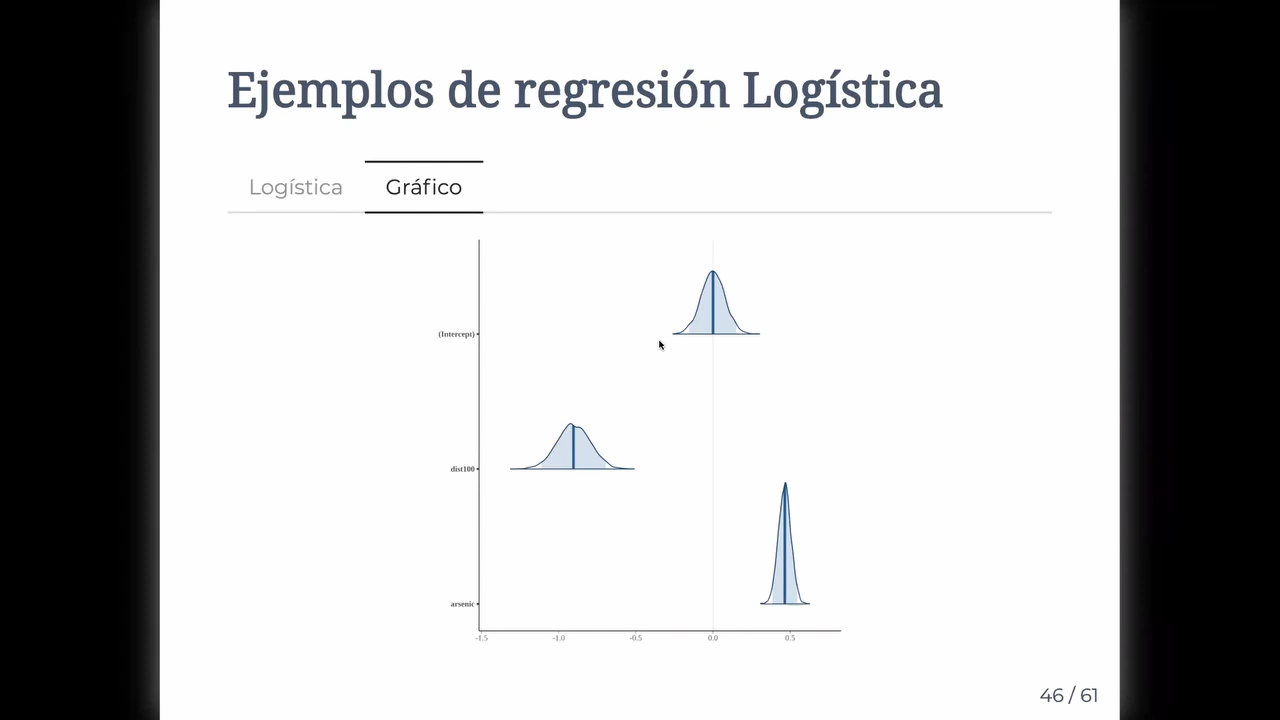 Ejemplos de regresión Logística
Logística Gráfico
(Intercept)
dist100
arsenic
-1.5 -1.0 -0.5 0.0 0.5
46 / 61